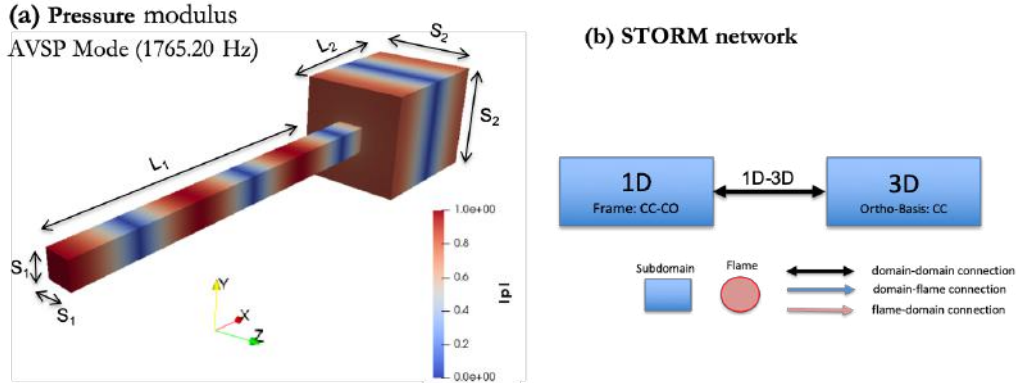 (a) Pressure modulus
AVSP Mode (1765.20 Hz)
L2
S2
S2
L1
S1
S1
Y
X
Z
1.0e+00
0.8
0.6
0.4
0.2
0.0e+00
|p|
(b) STORM network
1D
Frame: CC-CO
1D-3D
3D
Ortho-Basis: CC
Subdomain
Flame
domain-domain connection
domain-flame connection
flame-domain connection